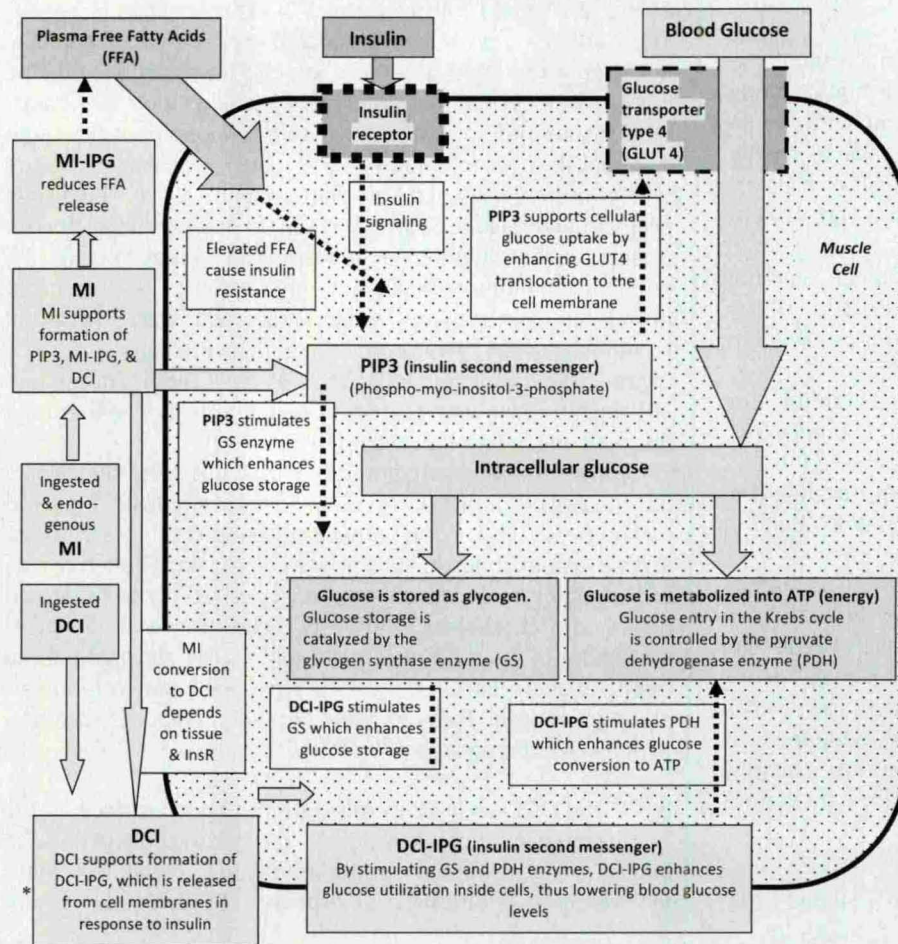 Plasma Free Fatty Acids
(FFA)
Insulin
Blood Glucose
Insulin
receptor
Glucose
transporter
type 4
(GLUT 4)
MI-IPG
reduces FFA
release
Insulin
signaling
PIP3 supports cellular
glucose uptake by
enhancing GLUT4
translocation to the
cell membrane
Muscle
Cell
Elevated FFA
cause insulin
resistance
MI
MI supports
formation of
PIP3, MI-IPG, &
DCI
PIP3 (insulin second messenger)
(Phospho-myo-inositol-3-phosphate)
PIP3 stimulates
GS enzyme
which enhances
glucose storage
Intracellular glucose
Ingested
& endo-
genous
MI
Ingested
DCI
Glucose is stored as glycogen.
Glucose storage is
catalyzed by the
glycogen synthase enzyme (GS)
Glucose is metabolized into ATP (energy)
Glucose entry in the Krebs cycle
is controlled by the pyruvate
dehydrogenase enzyme (PDH)
MI
conversion
to DCI
depends
on tissue
& InsR
DCI-IPG stimulates
GS which enhances
glucose storage
DCI-IPG stimulates PDH
which enhances glucose
conversion to ATP
DCI
DCI supports formation of
DCI-IPG, which is released
from cell membranes in
response to insulin
*
DCI-IPG (insulin second messenger)
By stimulating GS and PDH enzymes, DCI-IPG enhances
glucose utilization inside cells, thus lowering blood glucose
levels